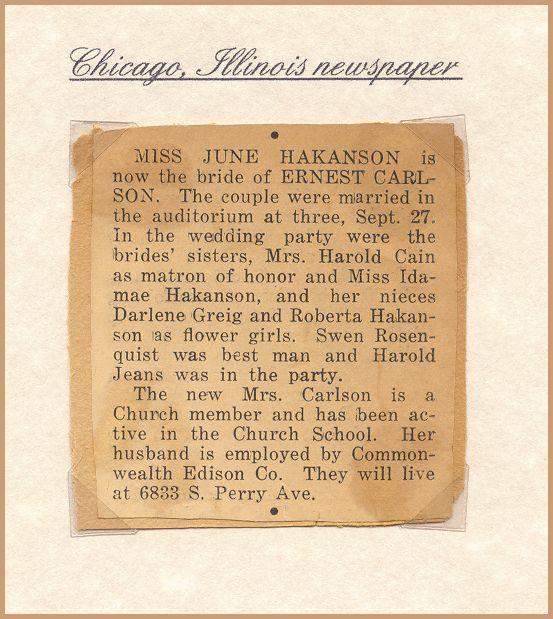 Chicago, Illinois newspaper
MISS JUNE HAKANSON is
now the bride of ERNEST CARL-
SON. The couple were married in
the auditorium at three, Sept. 27.
In the wedding party were the
brides' sisters, Mrs. Harold Cain
as matron of honor and Miss Ida-
mae Hakanson, and her nieces
Darlene Greig and Roberta Hakan-
son as flower girls. Swen Rosen-
quist was best man and Harold
Jeans was in the party.
The new Mrs. Carlson is a
Church member and has been ac-
tive in the Church School. Her
husband is employed by Common-
wealth Edison Co. They will live
at 6833 S. Perry Ave.